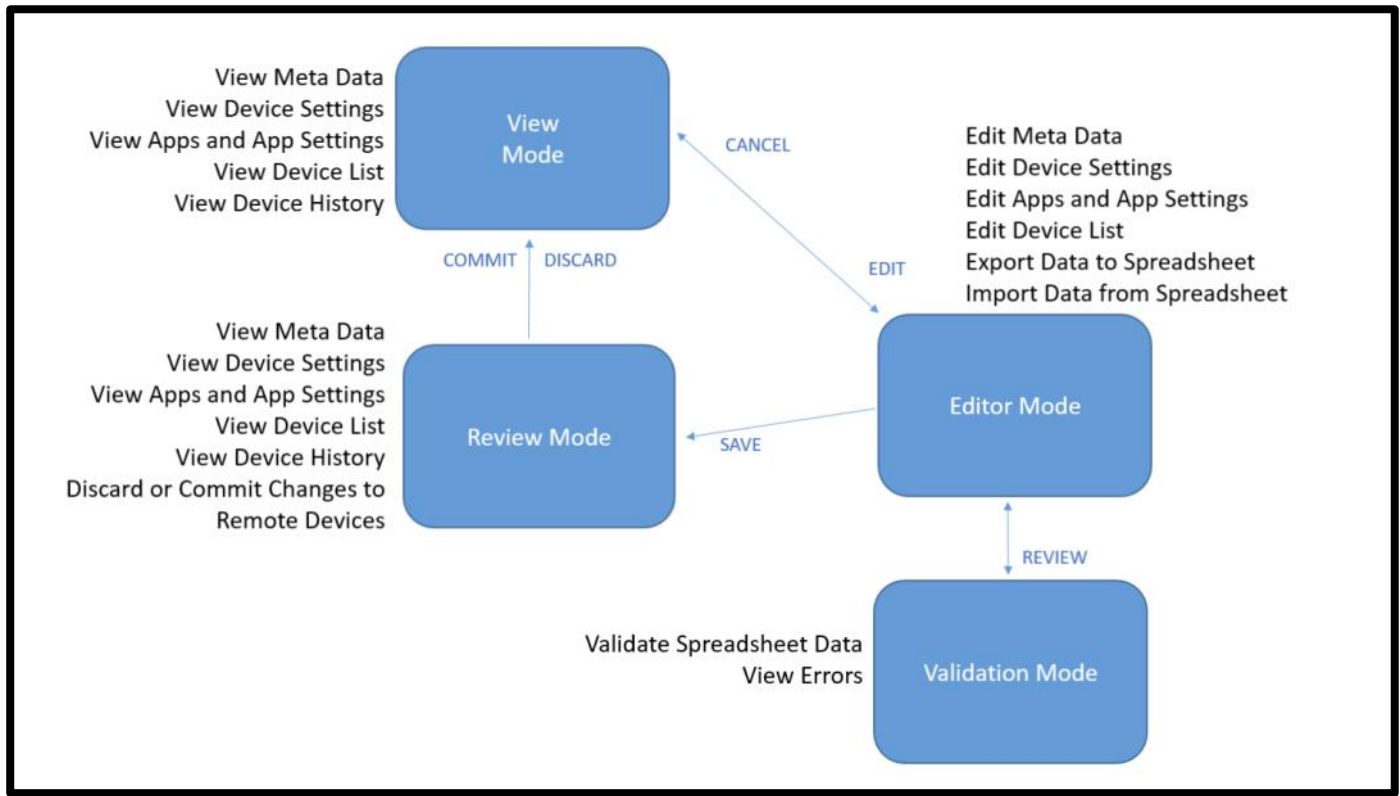 View Meta Data
View Device Settings
View Apps and App Settings
View Device List
View Device History
View
Mode
CANCEL
EDIT
Edit Meta Data
Edit Device Settings
Edit Apps and App Settings
Edit Device List
Export Data to Spreadsheet
Import Data from Spreadsheet
COMMIT
DISCARD
View Meta Data
View Device Settings
View Apps and App Settings
View Device List
View Device History
Discard or Commit Changes to
Remote Devices
Review Mode
SAVE
Editor Mode
REVIEW
Validate Spreadsheet Data
View Errors
Validation Mode